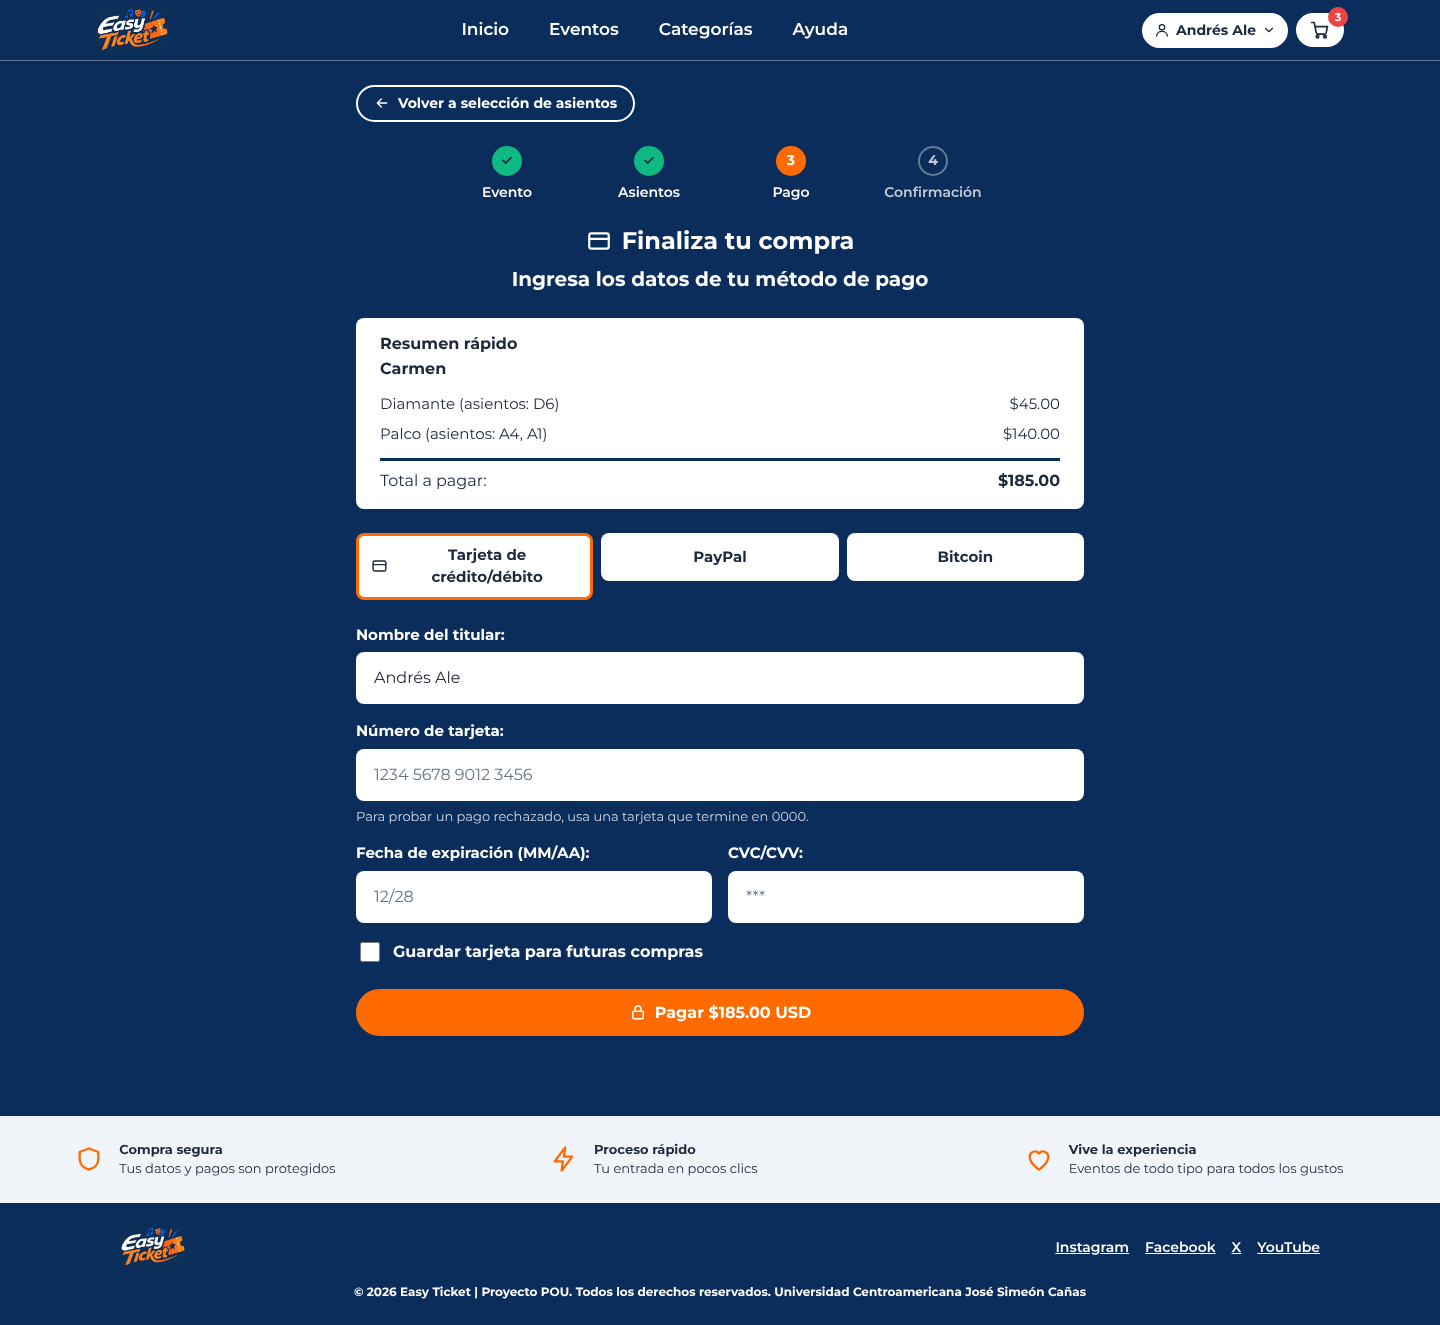 Easy
Ticket
Inicio
Eventos
Categorías
Ayuda
Andrés Ale
3
Volver a selección de asientos
3
4
Evento
Asientos
Pago
Confirmación
Finaliza tu compra
Ingresa los datos de tu método de pago
Resumen rápido
Carmen
Diamante (asientos: D6) $45.00
Palco (asientos: A4, A1) $140.00
Total a pagar: $185.00
Tarjeta de
crédito/débito
PayPal
Bitcoin
Nombre del titular:
Andrés Ale
Número de tarjeta:
1234 5678 9012 3456
Para probar un pago rechazado, usa una tarjeta que termine en 0000.
Fecha de expiración (MM/AA):
12/28
CVC/CVV:
***
Guardar tarjeta para futuras compras
Pagar $185.00 USD
Compra segura
Tus datos y pagos son protegidos
Proceso rápido
Tu entrada en pocos clics
Vive la experiencia
Eventos de todo tipo para todos los gustos
Easy
Ticket
Instagram
Facebook
X
YouTube
© 2026 Easy Ticket | Proyecto POU. Todos los derechos reservados. Universidad Centroamericana José Simeón Cañas